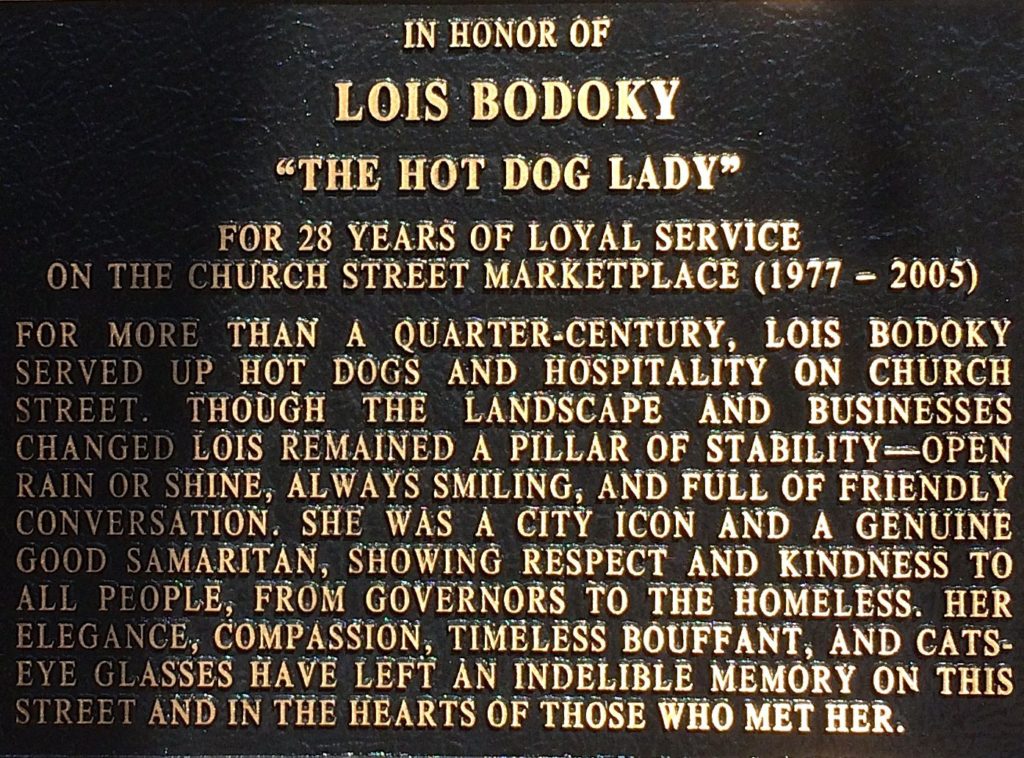 IN HONOR OF
LOIS BODOKY
“THE HOT DOG LADY”
FOR 28 YEARS OF LOYAL SERVICE
ON THE CHURCH STREET MARKETPLACE (1977 – 2005)
FOR MORE THAN A QUARTER-CENTURY, LOIS BODOKY
SERVED UP HOT DOGS AND HOSPITALITY ON CHURCH
STREET. THOUGH THE LANDSCAPE AND BUSINESSES
CHANGED LOIS REMAINED A PILLAR OF STABILITY—OPEN
RAIN OR SHINE, ALWAYS SMILING, AND FULL OF FRIENDLY
CONVERSATION. SHE WAS A CITY ICON AND A GENUINE
GOOD SAMARITAN, SHOWING RESPECT AND KINDNESS TO
ALL PEOPLE, FROM GOVERNORS TO THE HOMELESS. HER
ELEGANCE, COMPASSION, TIMELESS BOUFFANT, AND CATS-
EYE GLASSES HAVE LEFT AN INDELIBLE MEMORY ON THIS
STREET AND IN THE HEARTS OF THOSE WHO MET HER.